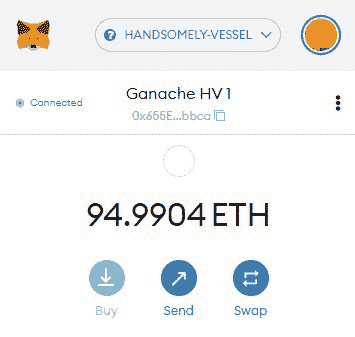 HANDSOMELY-VESSEL
Connected
Ganache HV 1
0x655E...bbca
94.9904 ETH
Buy
Send
Swap